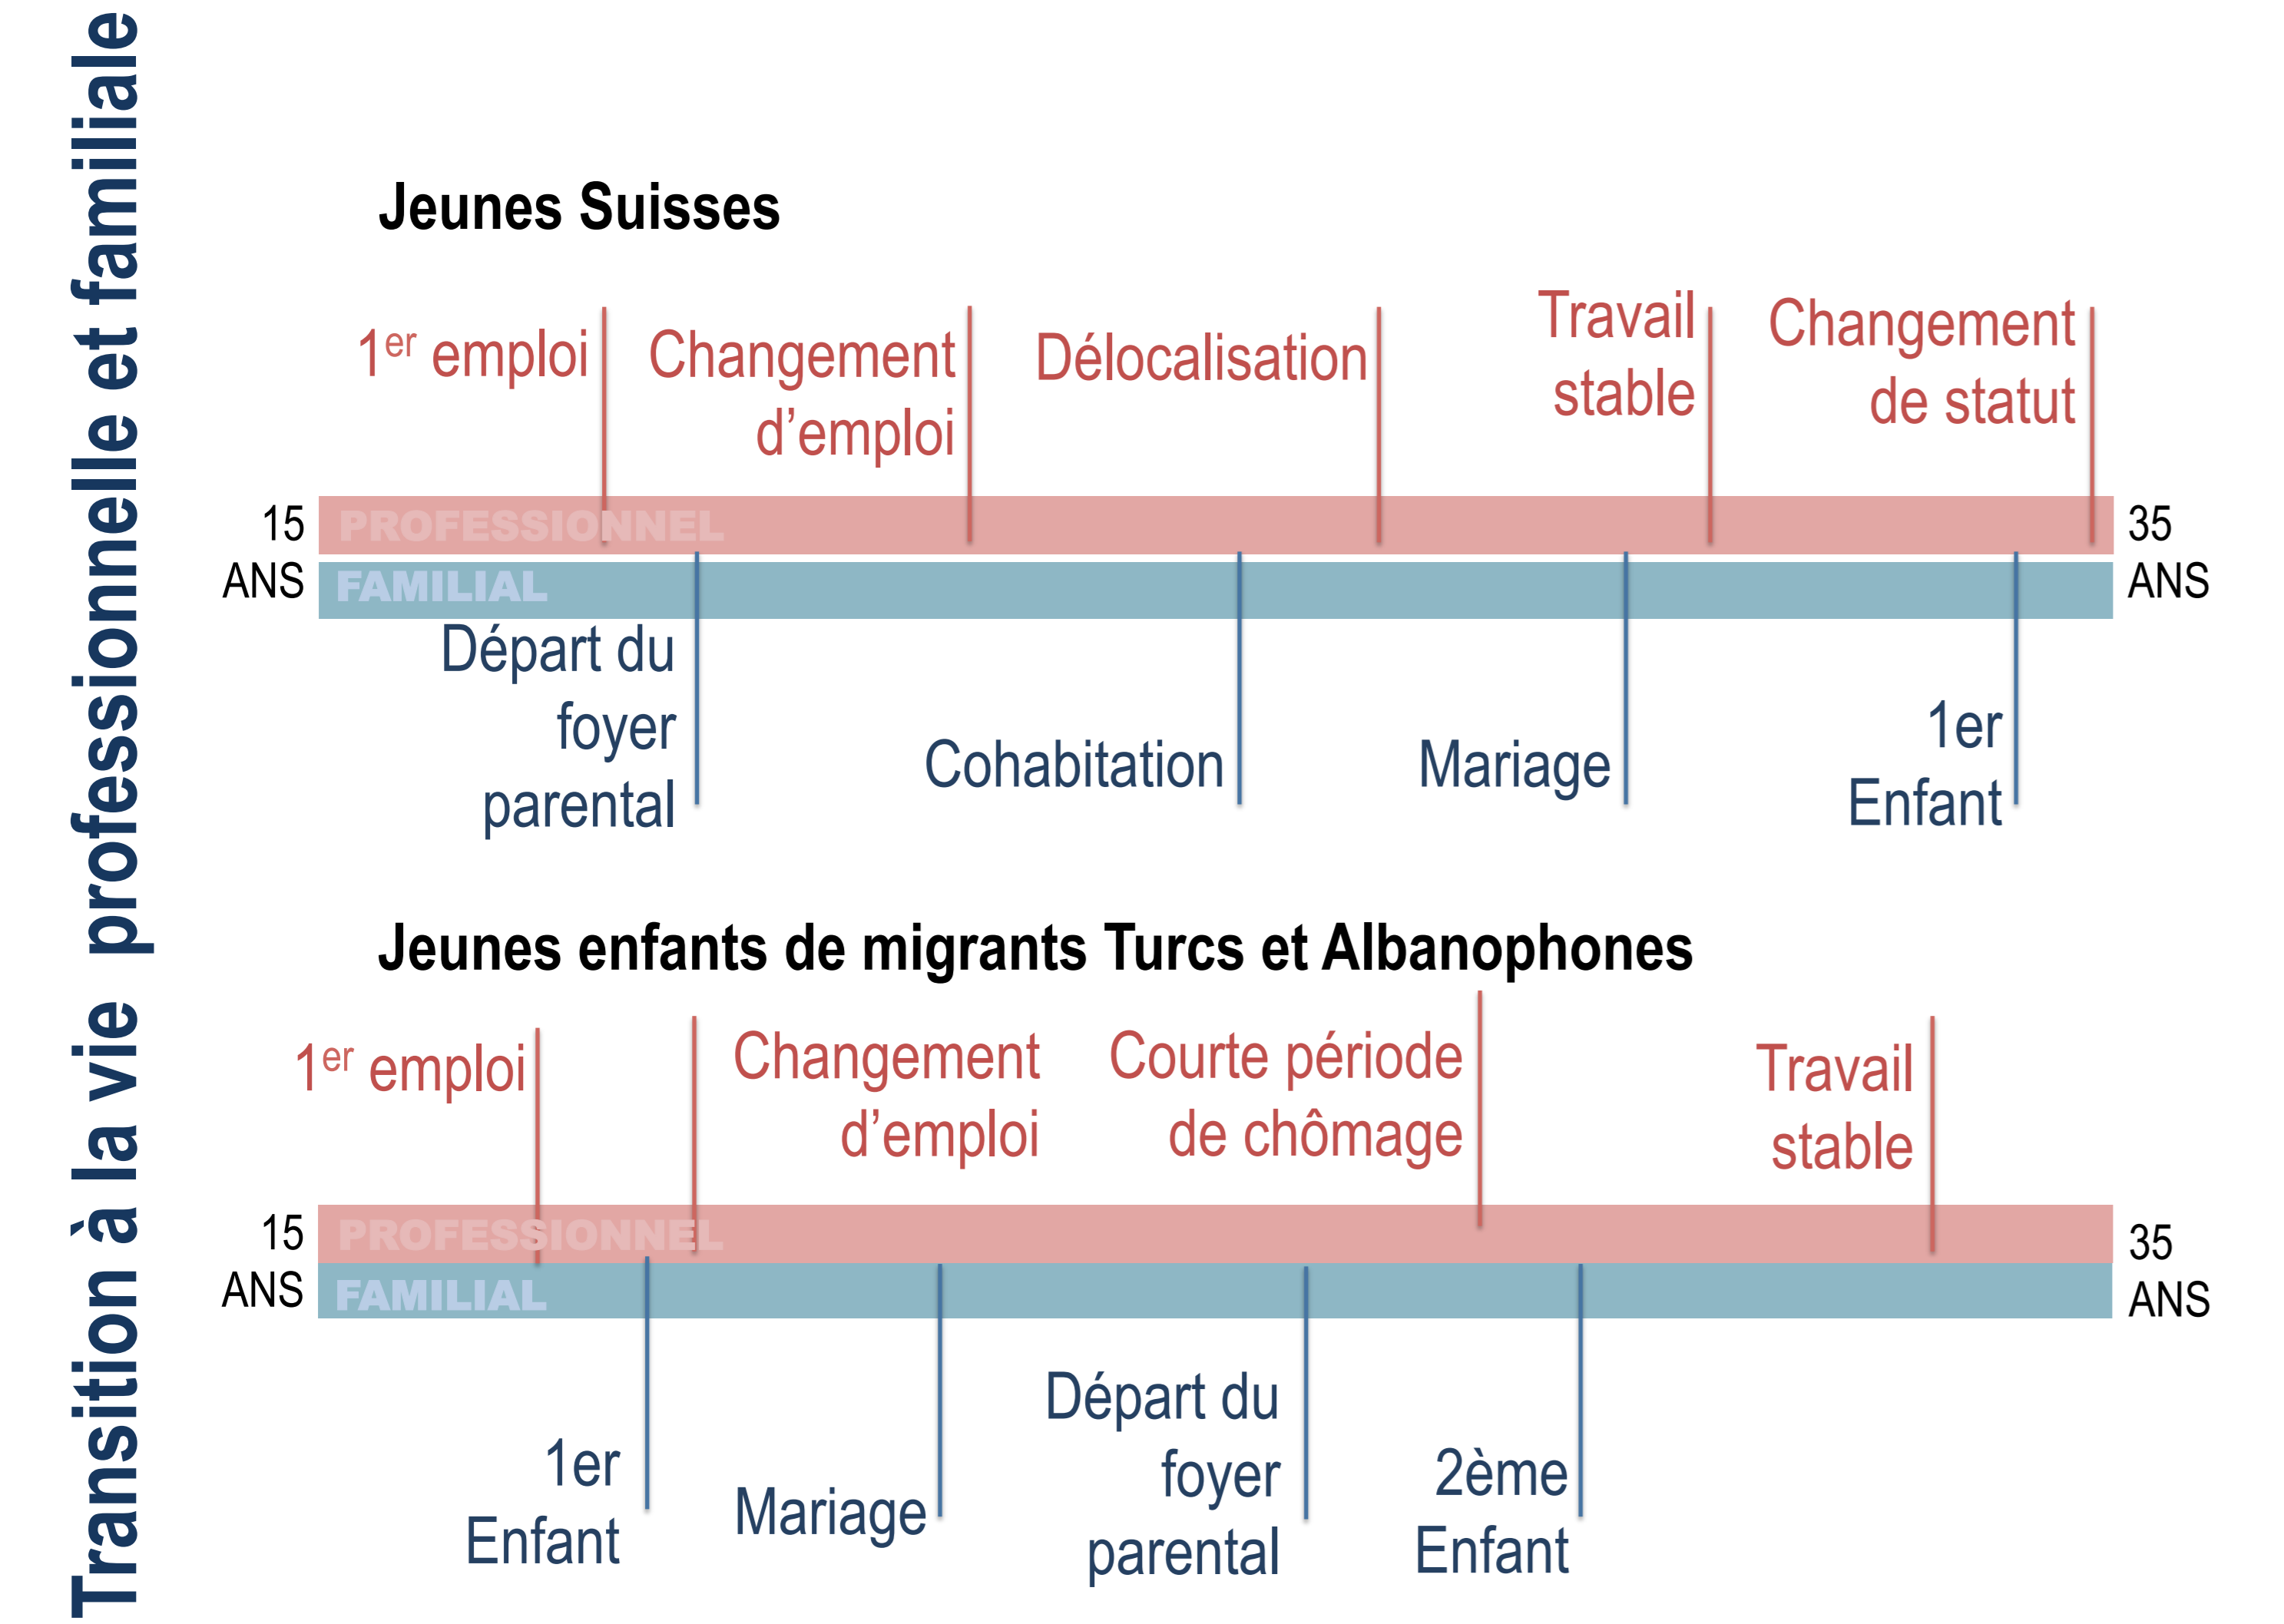 Transition à la vie professionnelle et familiale
Jeunes Suisses
1er emploi
Changement
d’emploi
Délocalisation
Travail
stable
Changement
de statut
15
ANS
PROFESSIONNEL
FAMILIAL
35
ANS
Départ du
foyer
parental
Cohabitation
Mariage
1er
Enfant
Jeunes enfants de migrants Turcs et Albanophones
1er emploi
Changement
d’emploi
Courte période
de chômage
Travail
stable
15
ANS
PROFESSIONNEL
FAMILIAL
35
ANS
1er
Enfant
Mariage
Départ du
foyer
parental
2ème
Enfant